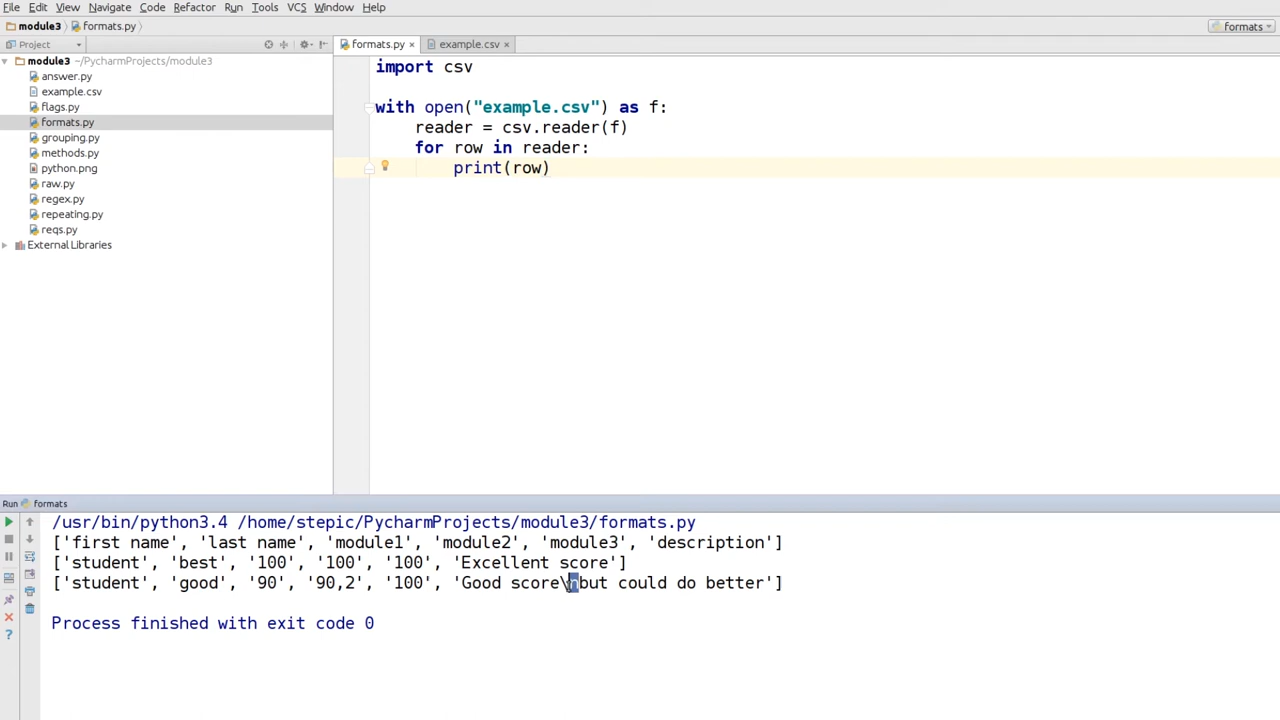 File Edit View Navigate Code Refactor Run Tools VCS Window Help
module3 formats.py formats
Project formats.py example.csv
module3 ~/PycharmProjects/module3
answer.py
example.csv
flags.py
formats.py
grouping.py
methods.py
python.png
raw.py
regex.py
repeating.py
reqs.py
External Libraries
import csv
with open("example.csv") as f:
reader = csv.reader(f)
for row in reader:
print(row)
Run formats
/usr/bin/python3.4 /home/stepic/PycharmProjects/module3/formats.py
['first name', 'last name', 'module1', 'module2', 'module3', 'description']
['student', 'best', '100', '100', '100', 'Excellent score']
['student', 'good', '90', '90,2', '100', 'Good score\nbut could do better']
Process finished with exit code 0